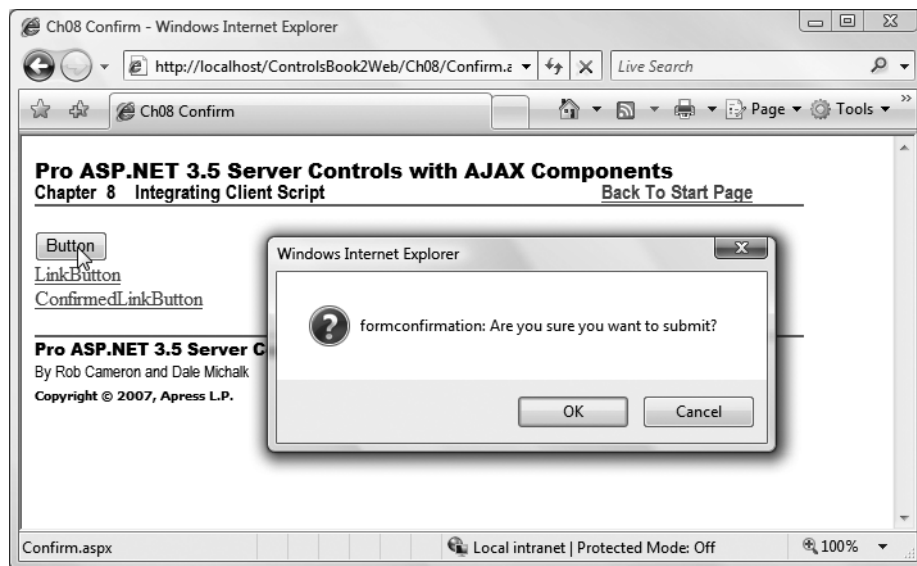 Ch08 Confirm - Windows Internet Explorer
http://localhost/ControlsBook2Web/Ch08/Confirm.a
Live Search
Ch08 Confirm
Page
Tools
Pro ASP.NET 3.5 Server Controls with AJAX Components
Chapter 8 Integrating Client Script
Back To Start Page
Button
LinkButton
ConfirmedLinkButton
Windows Internet Explorer
formconfirmation: Are you sure you want to submit?
OK
Cancel
Pro ASP.NET 3.5 Server C
By Rob Cameron and Dale Michalk
Copyright © 2007, Apress L.P.
Confirm.aspx
Local intranet | Protected Mode: Off
100%